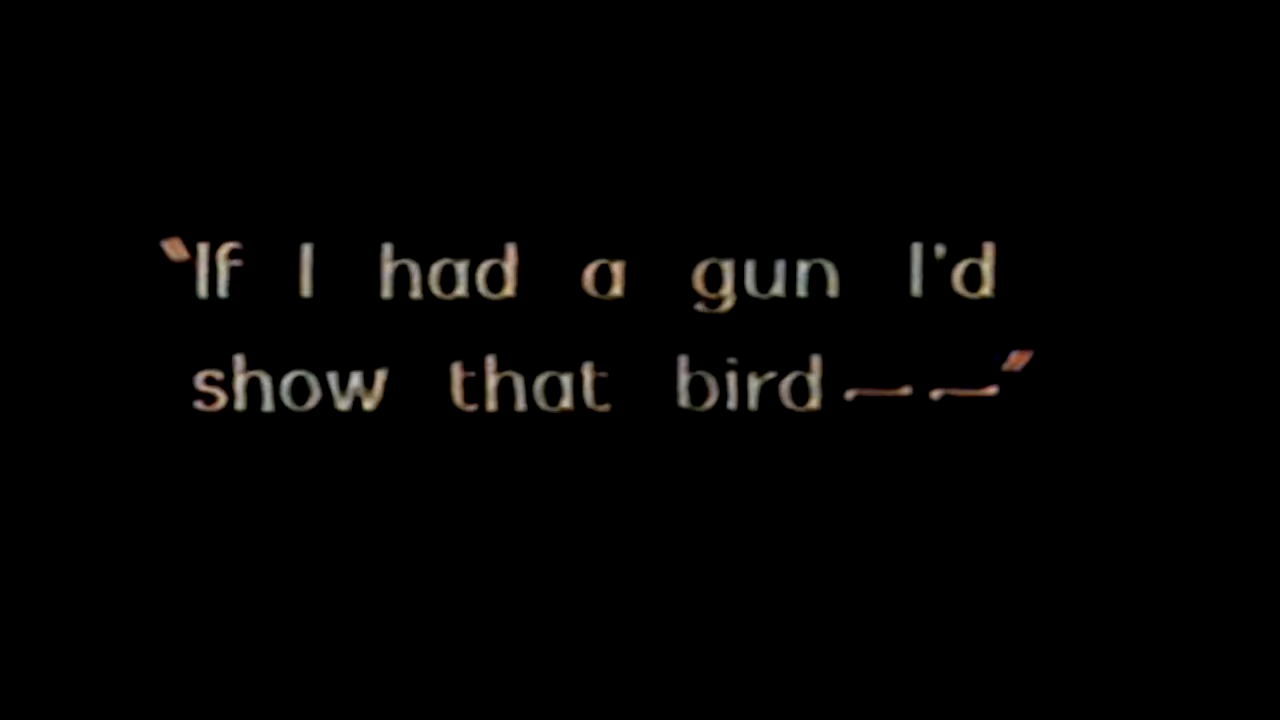 "If I had a gun I'd
show that bird — —"